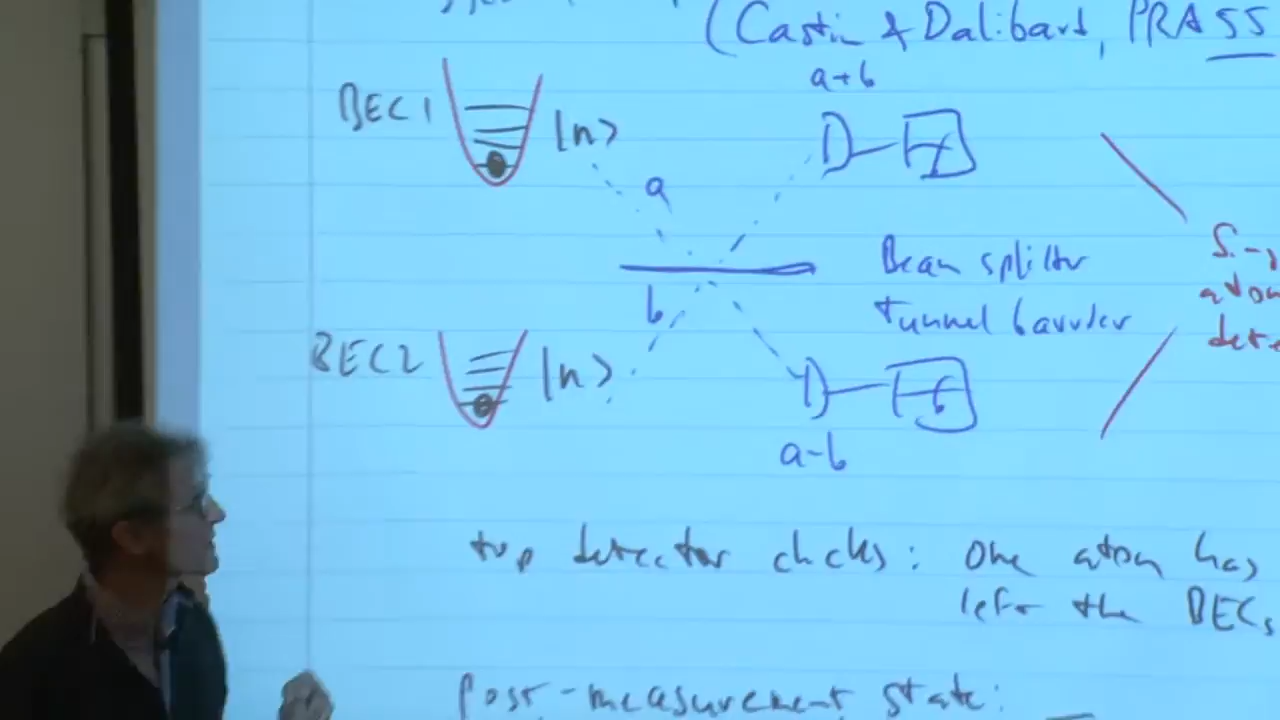 (Castin & Dalibard, PRA 55
a+b
BEC1
|n>
a
Beam splitter
tunnel barrier
b
BEC2
|n>
a-b
top detector clicks: One atom has
left the BECs
post-measurement state: